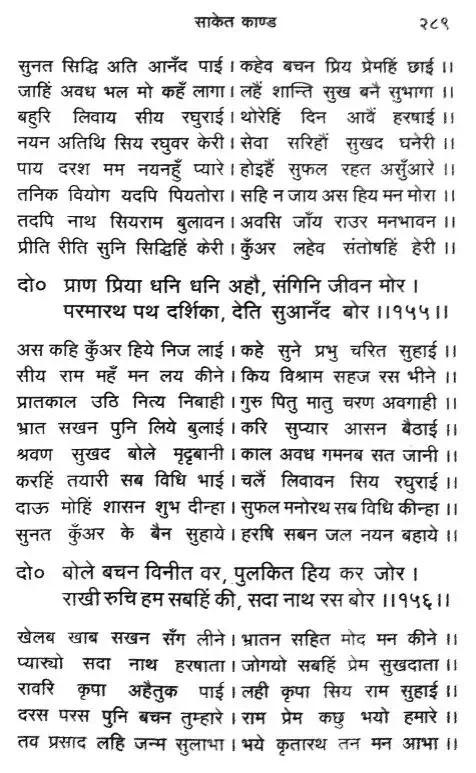 साकेत काण्ड २८९
सुनत सिद्धि अति आनँद पाई । कहेव बचन प्रिय प्रेमहिं छाई ।।
जाहिं अवध भल मो कहँ लागा । लहैं शान्ति सुख बनै सुभागा ।।
बहुरि लिवाय सीय रघुराई । थोरेहिं दिन आवैं हरषाई ।।
नयन अतिथि सिय रघुवर केरी । सेवा सरिहौं सुखद घनेरी ।।
पाय दरश मम नयनहुँ प्यारे । होइहैं सुफल रहत अँसुआरे ।।
तनिक वियोग यदपि पियतोरा । सहि न जाय अस हिय मन मोरा ।।
तदपि नाथ सियराम बुलावन । अवसि जाँय राउर मनभावन ।।
प्रीति रीति सुनि सिद्धिहिं केरी । कुँअर लहेव संतोषहिं हेरी ।।
दो० प्राण प्रिया धनि धनि अहौ, संगिनि जीवन मोर ।
परमारथ पथ दर्शिका, देति सुआनँद बोर ।।१५५।।
अस कहि कुँअर हिये निज लाई । कहे सुने प्रभु चरित सुहाई ।।
सीय राम महँ मन लय कीने । किय विश्राम सहज रस भीने ।।
प्रातकाल उठि नित्य निबाही । गुरु पितु मातु चरण अवगाही ।।
भ्रात सखन पुनि लिये बुलाई । करि सुप्यार आसन बैठाई ।।
श्रवण सुखद बोले मृदृबानी । काल अवध गमनब सत जानी ।।
करहिं तयारी सब विधि भाई । चलैं लिवावन सिय रघुराई ।।
दाऊ मोहिं शासन शुभ दीन्हा । सुफल मनोरथ सब विधि कीन्हा ।।
सुनत कुँअर के बैन सुहाये । हरषि सबन जल नयन बहाये ।।
दो० बोले बचन विनीत वर, पुलकित हिय कर जोर ।
राखी रुचि हम सबहिं की, सदा नाथ रस बोर ।।१५६।।
खेलब खाब सखन सँग लीने । भ्रातन सहित मोद मन कीने ।।
प्यारयो सदा नाथ हरषाता । जोगयो सबहिं प्रेम सुखदाता ।।
रावरि कृपा अहैतुक पाई । लही कृपा सिय राम सुहाई ।।
दरस परस पुनि बचन तुम्हारे । राम प्रेम कछु भयो हमारे ।।
तव प्रसाद लहि जन्म सुलाभा । भये कृतारथ तन मन आभा ।।